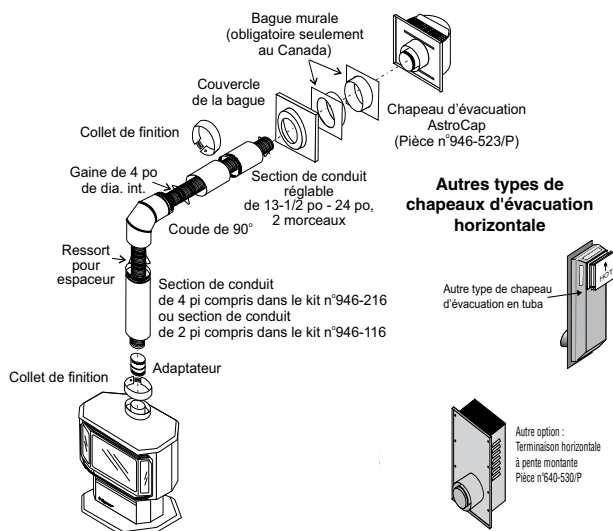 Bague murale
(obligatoire seulement
au Canada)
Couvercle
de la bague
Collet de finition
Chapeau d'évacuation
AstroCap
(Pièce n°946-523/P)
Gaine de 4 po
de dia. int.
Section de conduit
réglable
de 13-1/2 po - 24 po,
2 morceaux
Coude de 90°
Autres types de
chapeaux d'évacuation
horizontale
Ressort
pour
espaceur
HOT
Autre type de chapeau
d'évacuation en tuba
Section de conduit
de 4 pi compris dans le kit n°946-216
ou section de conduit
de 2 pi compris dans le kit n°946-116
Adaptateur
Collet de finition
Autre option :
Terminaison horizontale
à pente montante
Pièce n°640-530/P